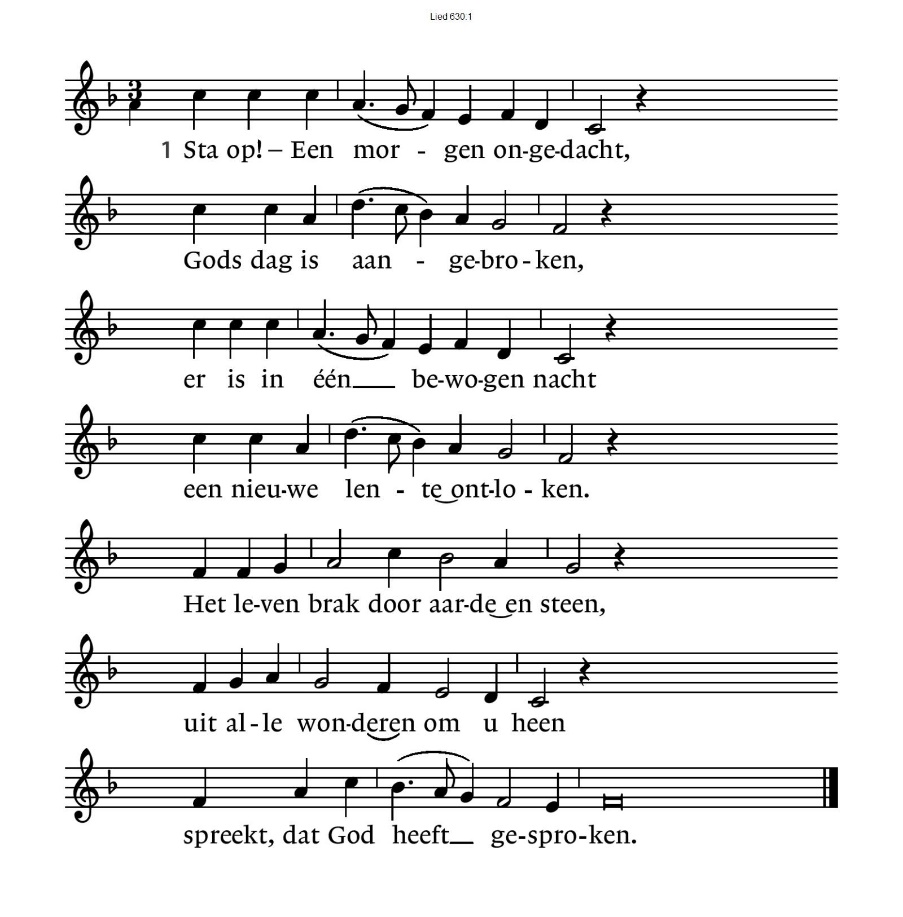 Lied 630:1
3
1 Sta op! – Een mor - gen on-ge-dacht,
Gods dag is aan - ge-bro-ken,
er is in één be-wo-gen nacht
een nieu-we len - te ont-lo - ken.
Het le-ven brak door aar-de en steen,
uit al-le won-deren om u heen
spreekt, dat God heeft ge-spro-ken.